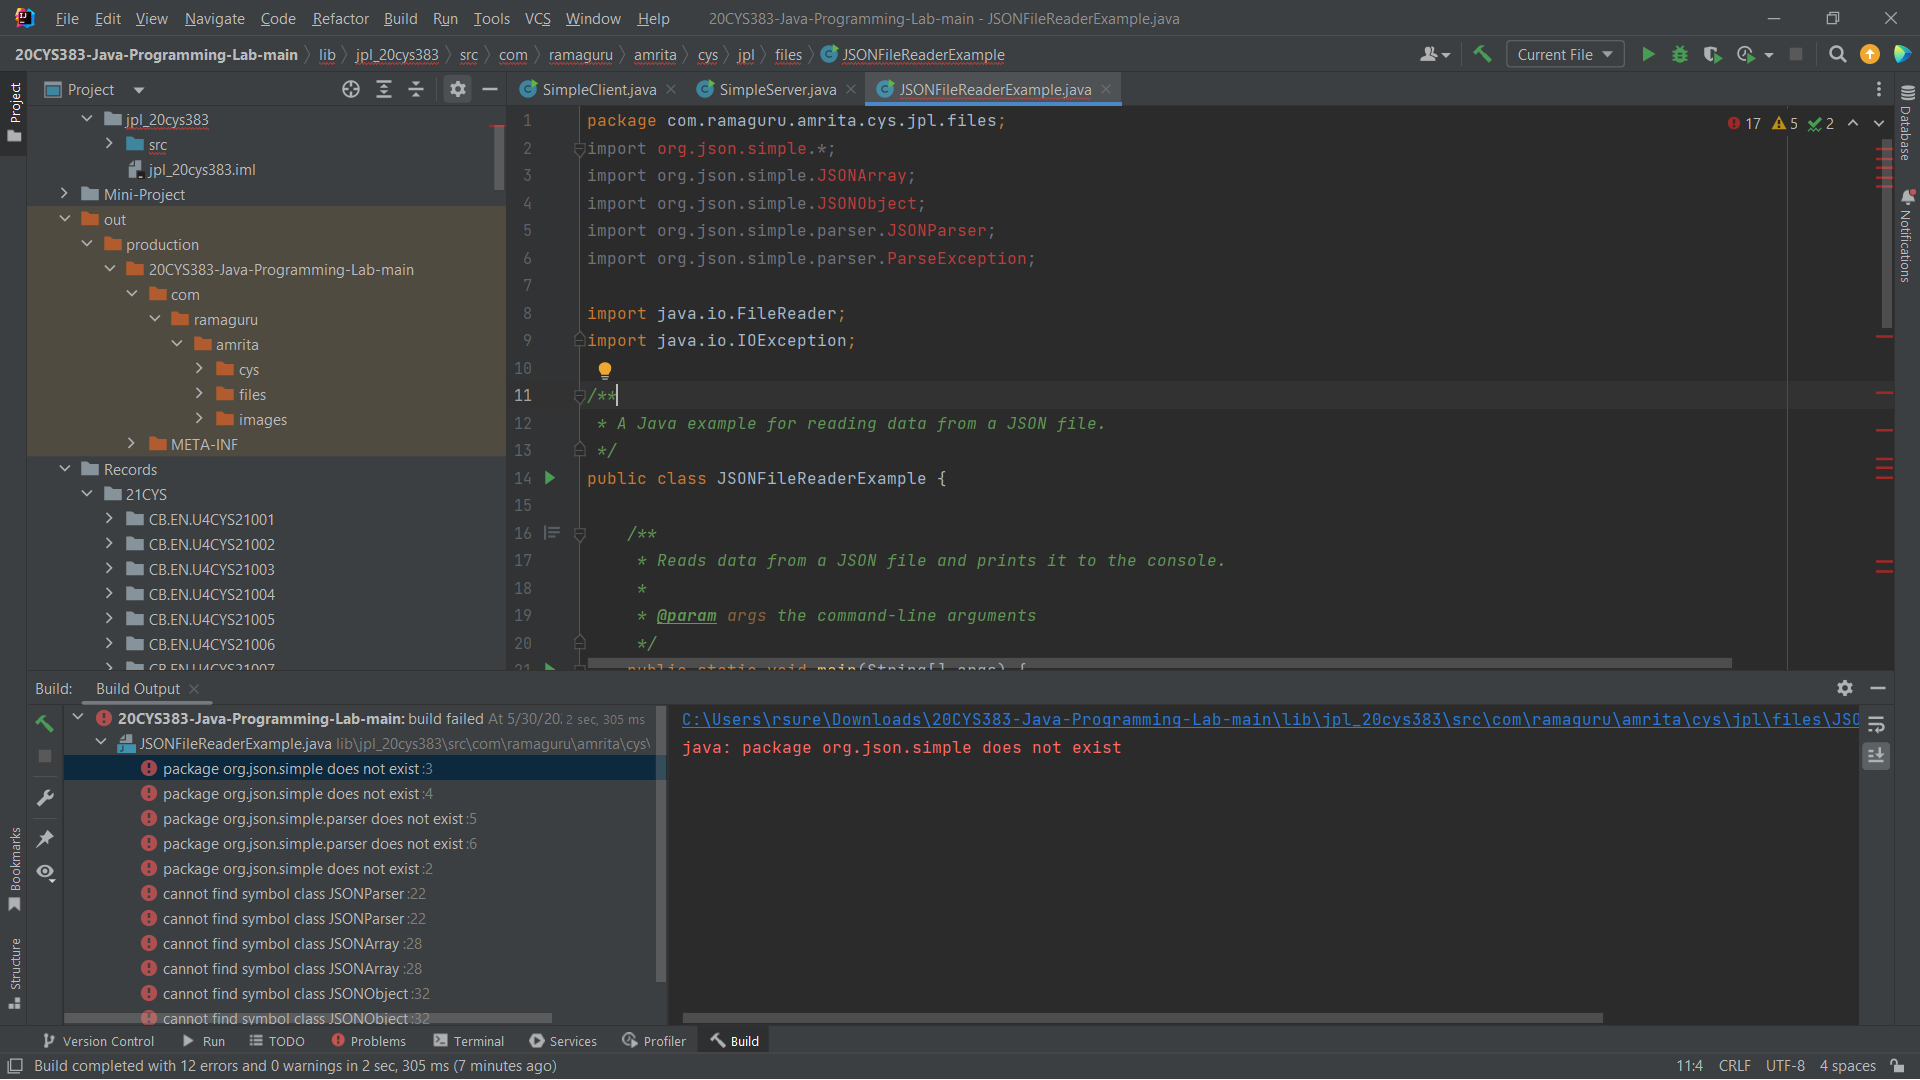 File Edit View Navigate Code Refactor Build Run Tools VCS Window Help 20CYS383-Java-Programming-Lab-main - JSONFileReaderExample.java
20CYS383-Java-Programming-Lab-main lib jpl_20cys383 src com ramaguru amrita cys jpl files JSONFileReaderExample Current File
Project
SimpleClient.java SimpleServer.java JSONFileReaderExample.java
Project
Bookmarks
Structure
jpl_20cys383
src
jpl_20cys383.iml
Mini-Project
out
production
20CYS383-Java-Programming-Lab-main
com
ramaguru
amrita
cys
files
images
META-INF
Records
21CYS
CB.EN.U4CYS21001
CB.EN.U4CYS21002
CB.EN.U4CYS21003
CB.EN.U4CYS21004
CB.EN.U4CYS21005
CB.EN.U4CYS21006
CB.EN.U4CYS21007
1 package com.ramaguru.amrita.cys.jpl.files;
2 import org.json.simple.*;
3 import org.json.simple.JSONArray;
4 import org.json.simple.JSONObject;
5 import org.json.simple.parser.JSONParser;
6 import org.json.simple.parser.ParseException;
7
8 import java.io.FileReader;
9 import java.io.IOException;
10
11 /**
12 * A Java example for reading data from a JSON file.
13 */
14 public class JSONFileReaderExample {
15
16 /**
17 * Reads data from a JSON file and prints it to the console.
18 *
19 * @param args the command-line arguments
20 */
21 public static void main(String[] args) {
17 5 2
Database
Notifications
Build: Build Output
20CYS383-Java-Programming-Lab-main: build failed At 5/30/20 2 sec, 305 ms
JSONFileReaderExample.java lib\jpl_20cys383\src\com\ramaguru\amrita\cys\
package org.json.simple does not exist :3
package org.json.simple does not exist :4
package org.json.simple.parser does not exist :5
package org.json.simple.parser does not exist :6
package org.json.simple does not exist :2
cannot find symbol class JSONParser :22
cannot find symbol class JSONParser :22
cannot find symbol class JSONArray :28
cannot find symbol class JSONArray :28
cannot find symbol class JSONObject :32
cannot find symbol class JSONObject :32
C:\Users\rsure\Downloads\20CYS383-Java-Programming-Lab-main\lib\jpl_20cys383\src\com\ramaguru\amrita\cys\jpl\files\JSO
java: package org.json.simple does not exist
Version Control Run TODO Problems Terminal Services Profiler Build
Build completed with 12 errors and 0 warnings in 2 sec, 305 ms (7 minutes ago) 11:4 CRLF UTF-8 4 spaces